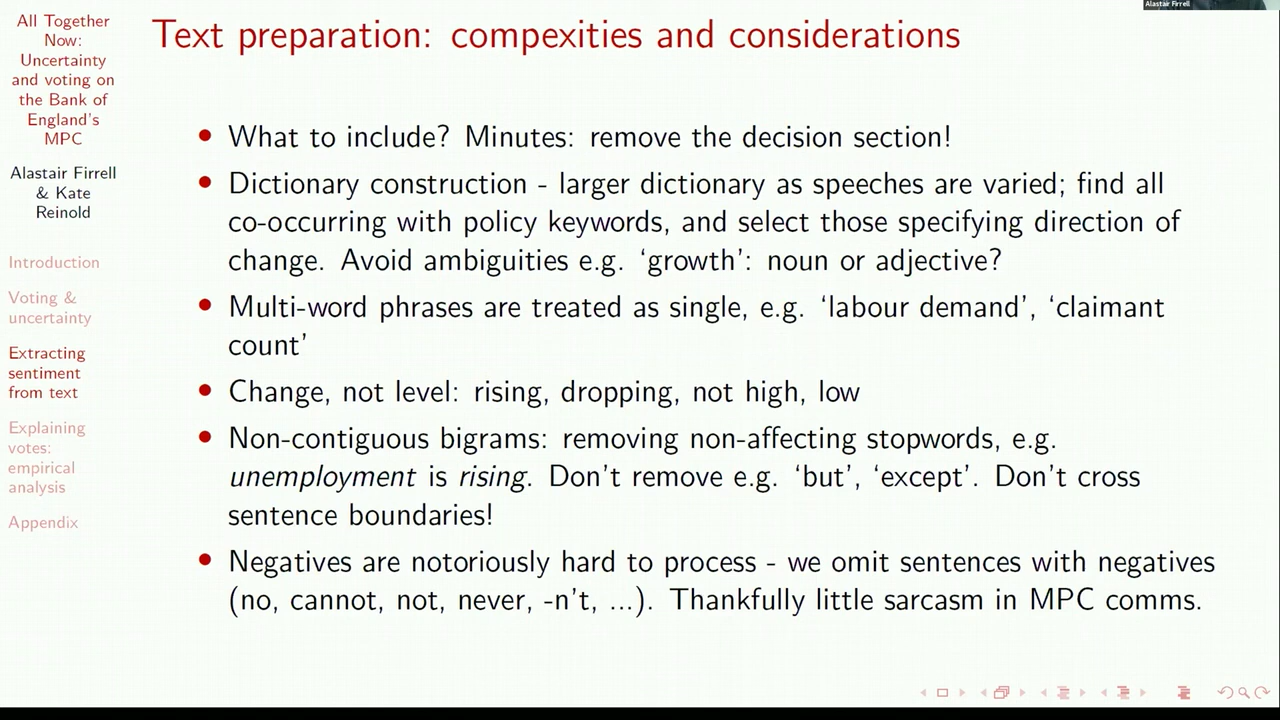 Alastair Firrell
All Together
Now:
Uncertainty
and voting on
the Bank of
England's
MPC
Alastair Firrell
& Kate
Reinold
Introduction
Voting &
uncertainty
Extracting
sentiment
from text
Explaining
votes:
empirical
analysis
Appendix
Text preparation: compexities and considerations
• What to include? Minutes: remove the decision section!
• Dictionary construction - larger dictionary as speeches are varied; find all
co-occurring with policy keywords, and select those specifying direction of
change. Avoid ambiguities e.g. ‘growth’: noun or adjective?
• Multi-word phrases are treated as single, e.g. ‘labour demand’, ‘claimant
count’
• Change, not level: rising, dropping, not high, low
• Non-contiguous bigrams: removing non-affecting stopwords, e.g.
unemployment is rising. Don't remove e.g. ‘but’, ‘except’. Don't cross
sentence boundaries!
• Negatives are notoriously hard to process - we omit sentences with negatives
(no, cannot, not, never, -n't, ...). Thankfully little sarcasm in MPC comms.